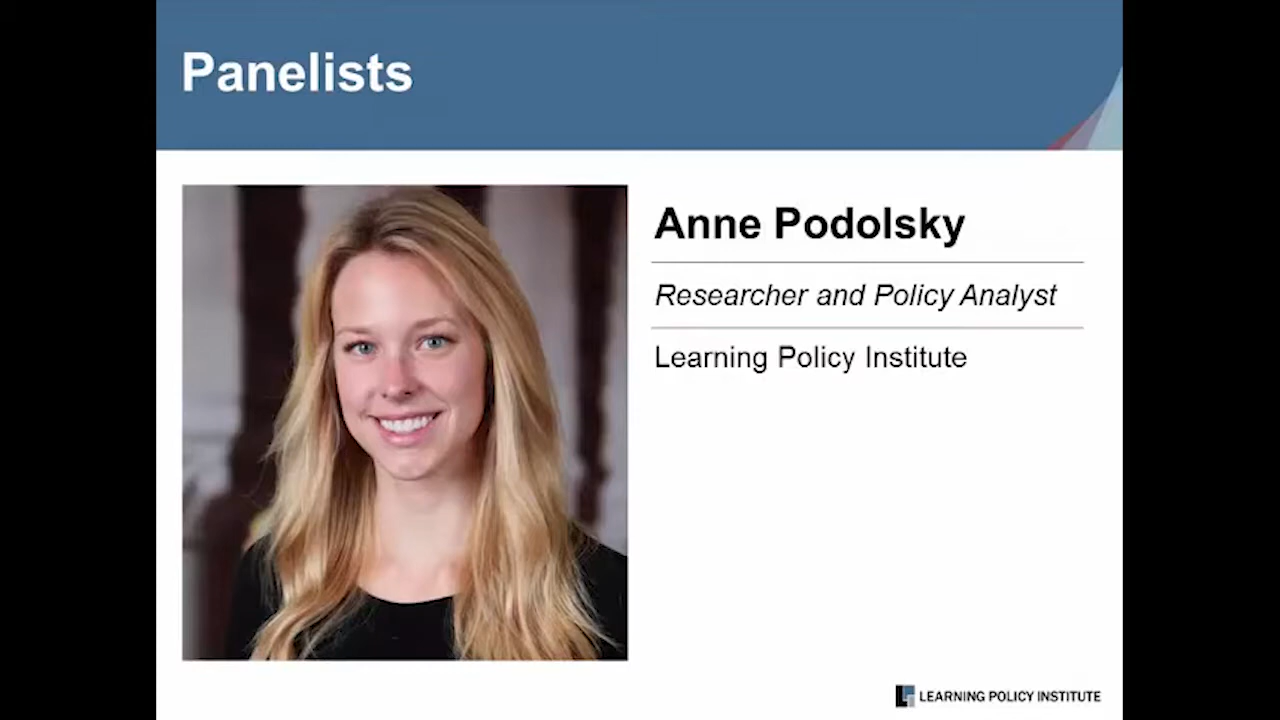 Panelists
Anne Podolsky
Researcher and Policy Analyst
Learning Policy Institute
LEARNING POLICY INSTITUTE